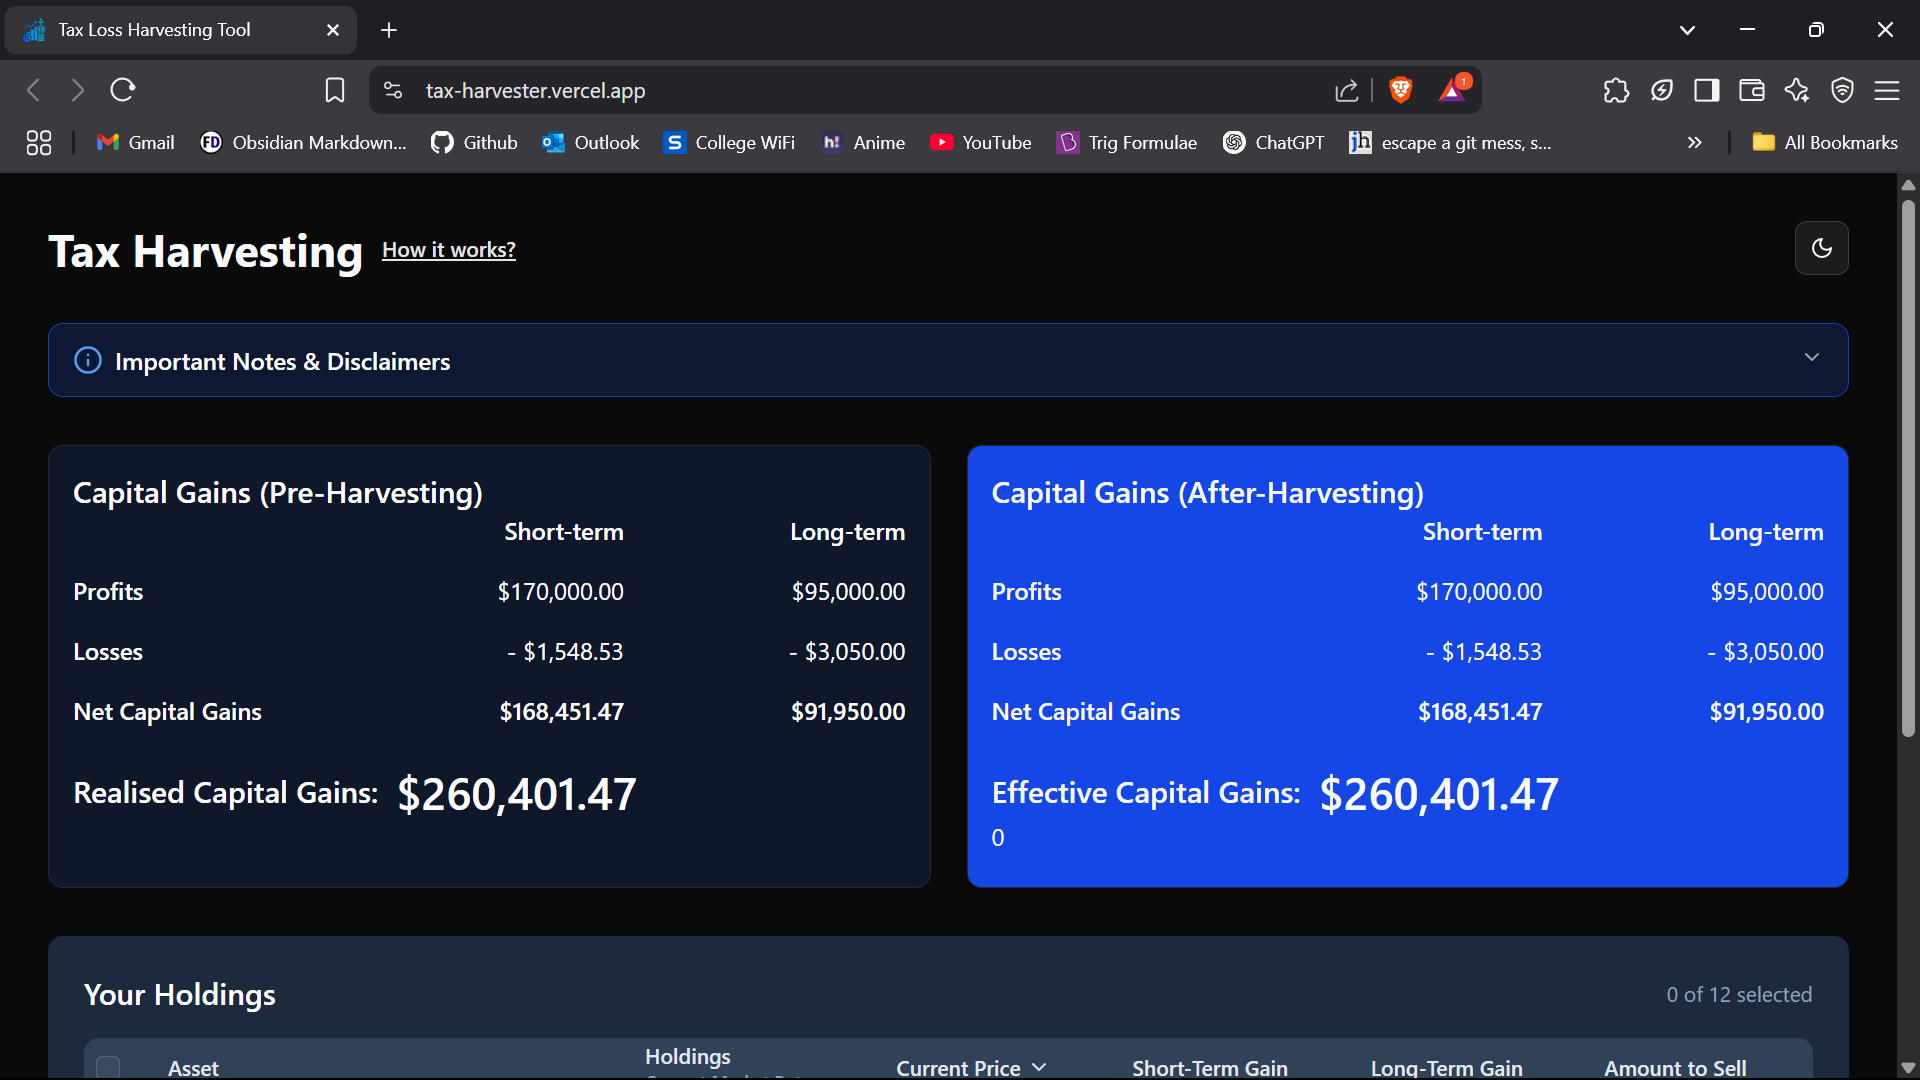 Tax Loss Harvesting Tool
tax-harvester.vercel.app
1
Gmail
FD Obsidian Markdown...
Github
Outlook
S College WiFi
h! Anime
YouTube
Trig Formulae
ChatGPT
jh escape a git mess, s...
All Bookmarks
Tax Harvesting How it works?
Important Notes & Disclaimers
Capital Gains (Pre-Harvesting)
Short-term Long-term
Profits $170,000.00 $95,000.00
Losses - $1,548.53 - $3,050.00
Net Capital Gains $168,451.47 $91,950.00
Realised Capital Gains: $260,401.47
Capital Gains (After-Harvesting)
Short-term Long-term
Profits $170,000.00 $95,000.00
Losses - $1,548.53 - $3,050.00
Net Capital Gains $168,451.47 $91,950.00
Effective Capital Gains: $260,401.47
0
Your Holdings 0 of 12 selected
Asset Holdings Current Price Short-Term Gain Long-Term Gain Amount to Sell